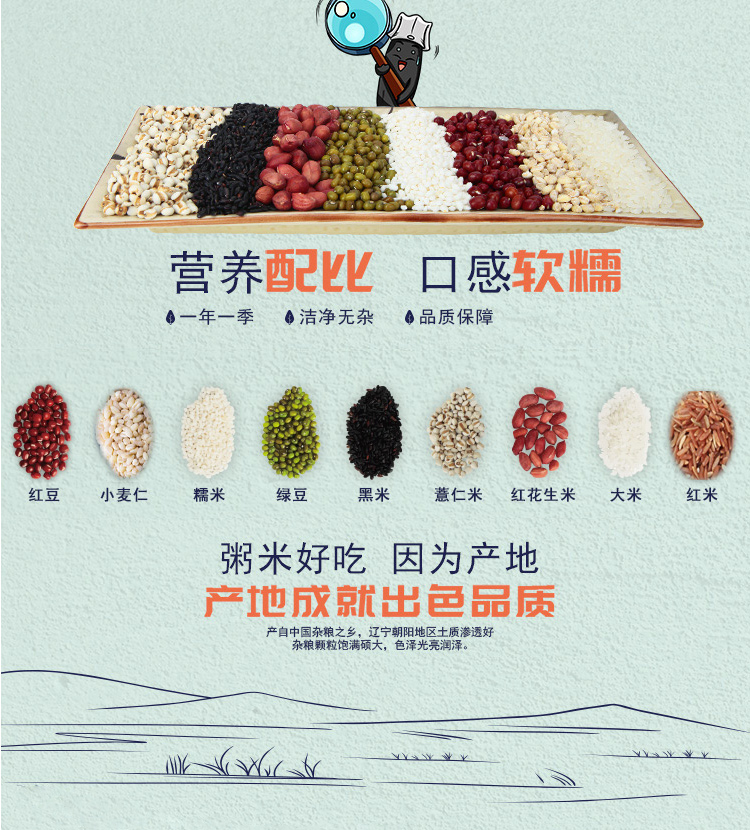 营养配比 口感软糯
一年一季 洁净无杂 品质保障
红豆 小麦仁 糯米 绿豆 黑米 薏仁米 红花生米 大米 红米
粥米好吃 因为产地
产地成就出色品质
产自中国杂粮之乡，辽宁朝阳地区土质渗透好
杂粮颗粒饱满硕大，色泽光亮润泽。